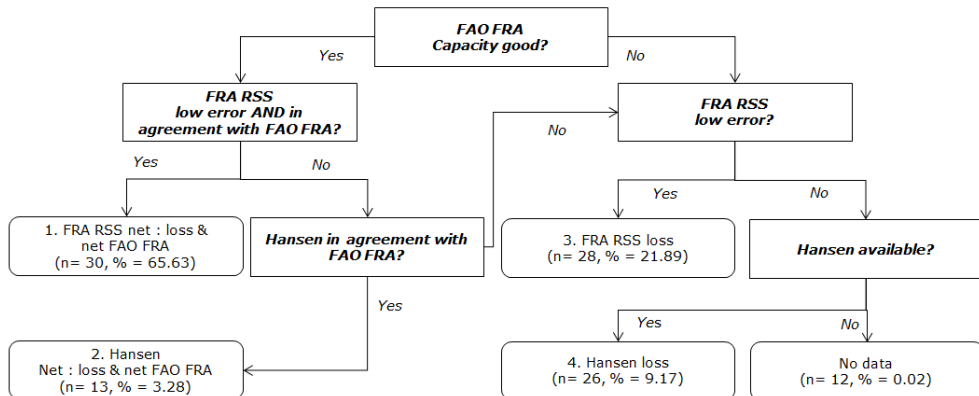 FAO FRA
Capacity good?
Yes
No
FRA RSS
low error AND in
agreement with FAO FRA?
FRA RSS
low error?
No
Yes
No
Yes
No
1. FRA RSS net : loss &
net FAO FRA
(n= 30, % = 65.63)
Hansen in agreement with
FAO FRA?
3. FRA RSS loss
(n= 28, % = 21.89)
Hansen available?
Yes
Yes
No
2. Hansen
Net : loss & net FAO FRA
(n= 13, % = 3.28)
4. Hansen loss
(n= 26, % = 9.17)
No data
(n= 12, % = 0.02)